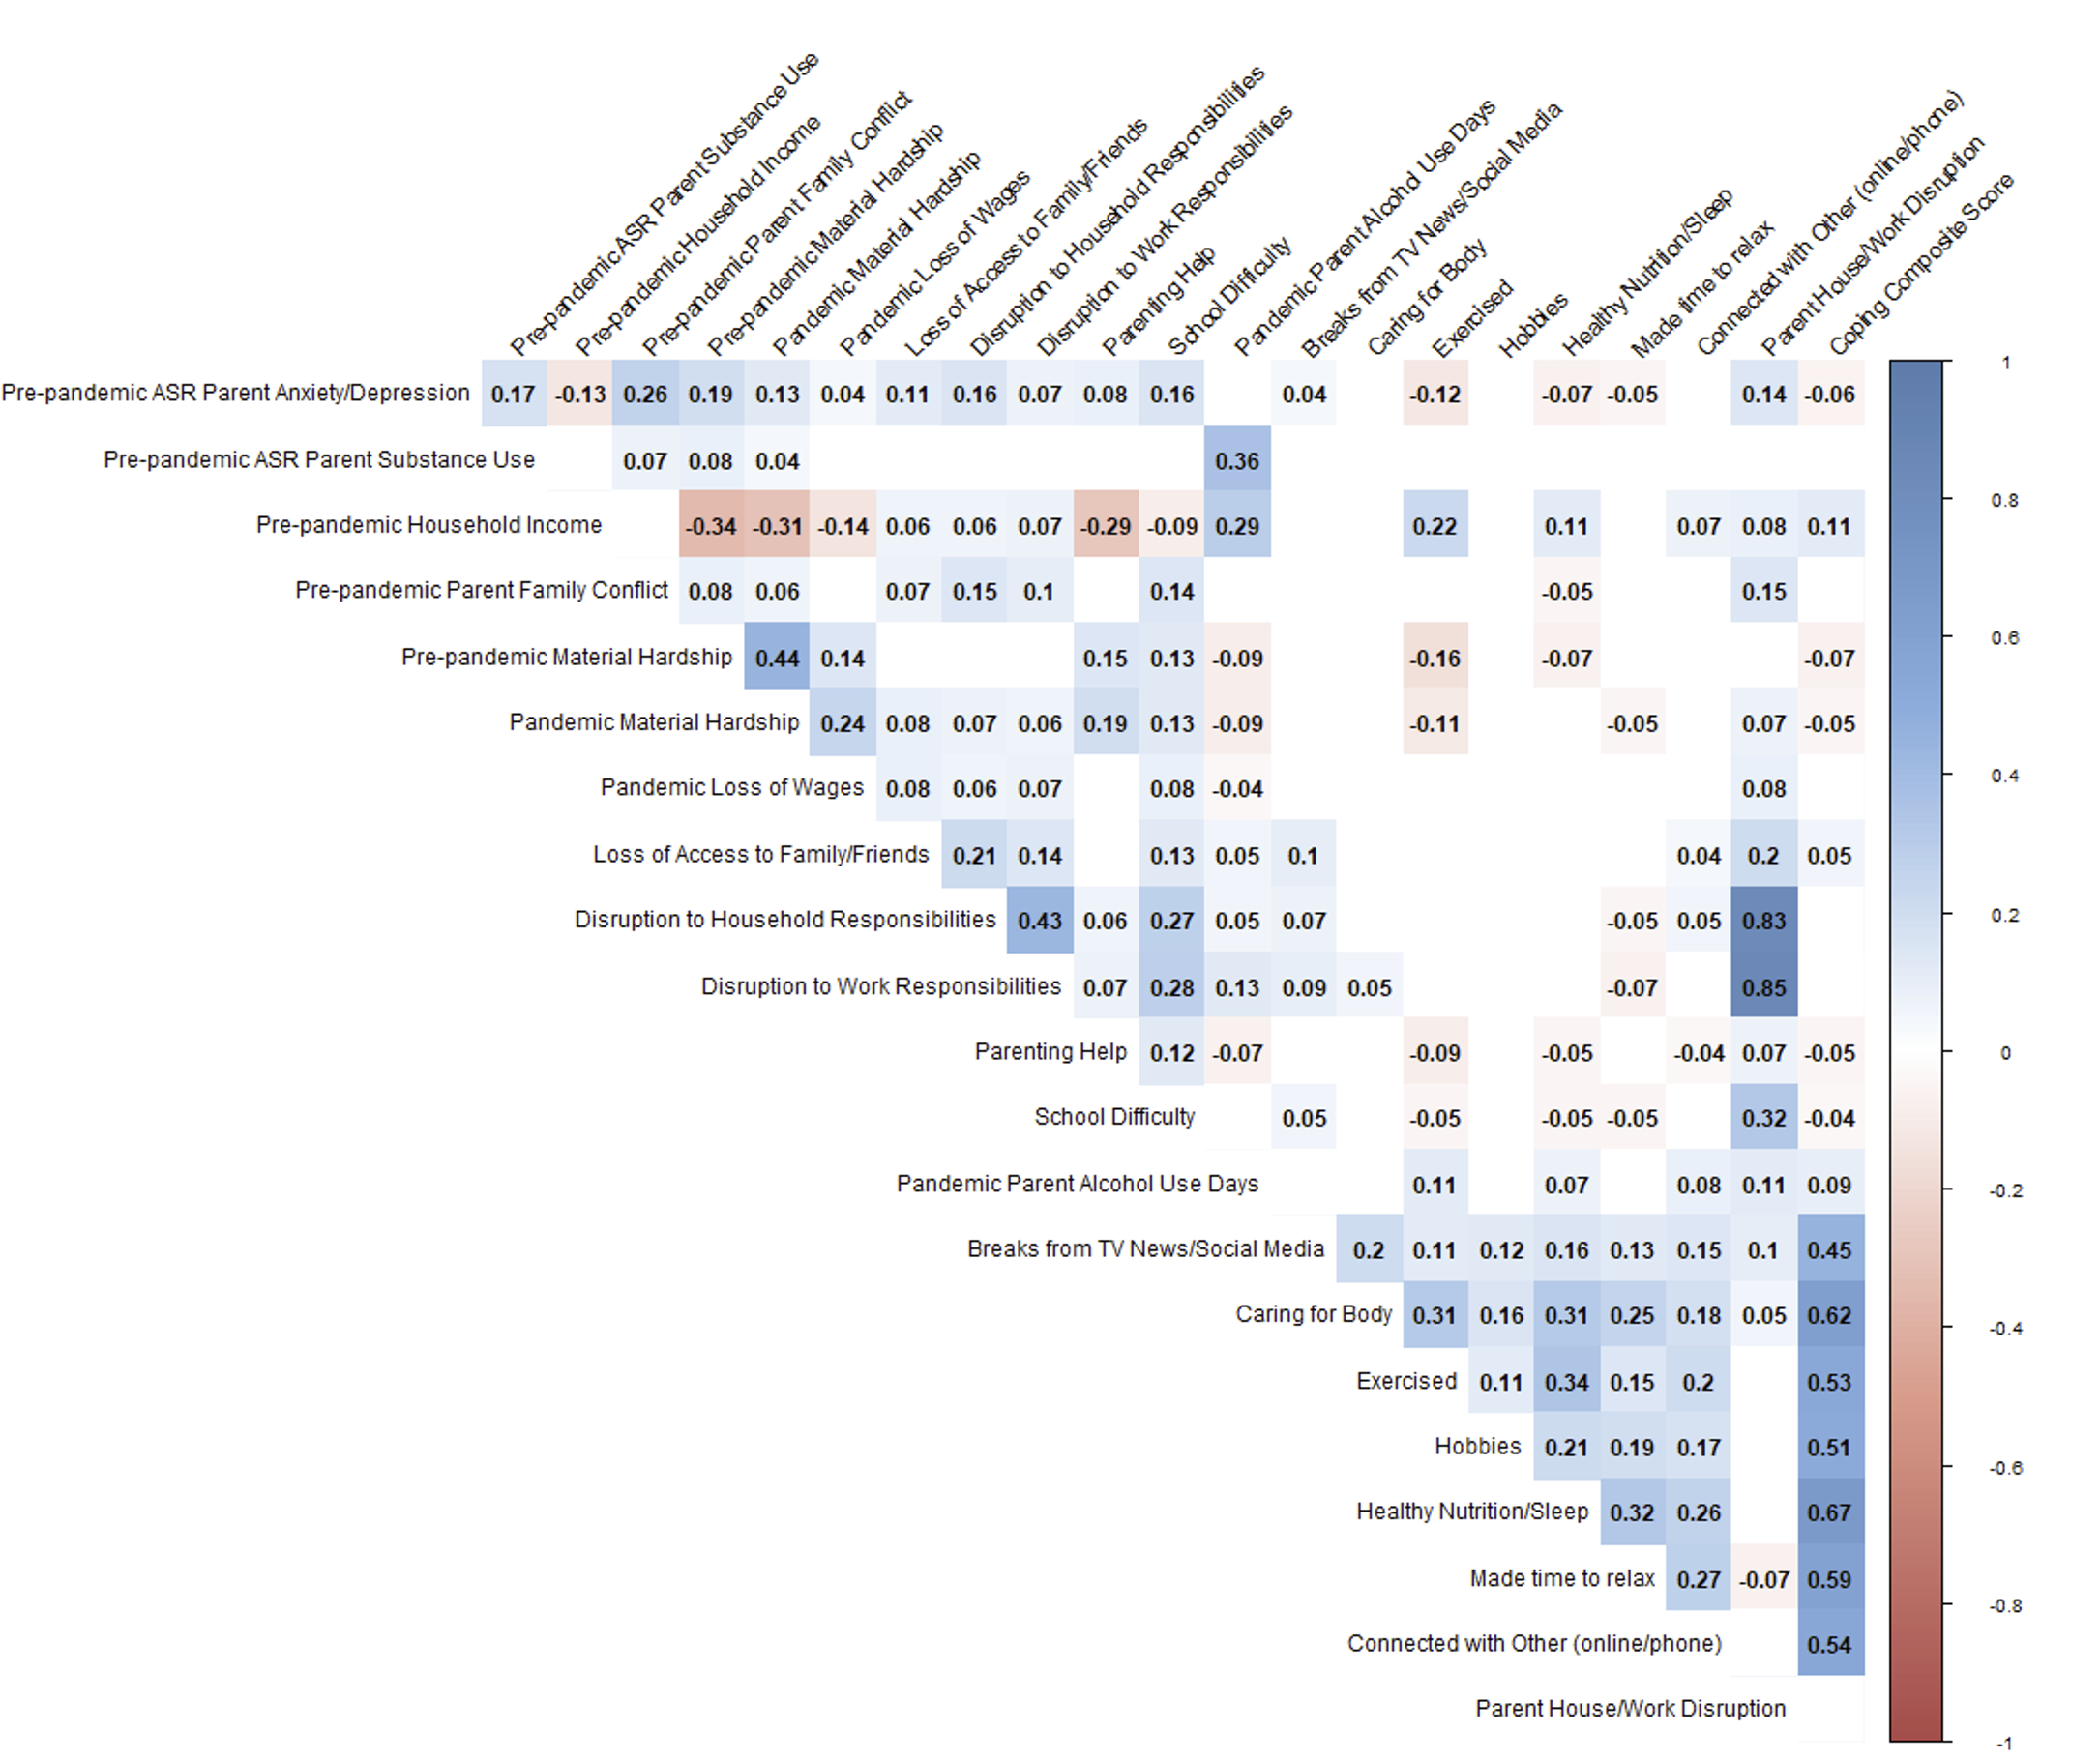 Pre-pandemic ASR Parent Substance Use
Pre-pandemic Household Income
Pre-pandemic Parent Family Conflict
Pre-pandemic Material Hardship
Pandemic Material Hardship
Pandemic Loss of Wages
Loss of Access to Family/Friends
Disruption to Household Responsibilities
Disruption to Work Responsibilities
Parenting Help
School Difficulty
Pandemic Parent Alcohol Use Days
Breaks from TV News/Social Media
Caring for Body
Exercised
Hobbies
Healthy Nutrition/Sleep
Made time to relax
Connected with Other (online/phone)
Parent House/Work Disruption
Coping Composite Score
Pre-pandemic ASR Parent Anxiety/Depression 0.17 -0.13 0.26 0.19 0.13 0.04 0.11 0.16 0.07 0.08 0.16 0.04 -0.12 -0.07 -0.05 0.14 -0.06
Pre-pandemic ASR Parent Substance Use 0.07 0.08 0.04 0.36
Pre-pandemic Household Income -0.34 -0.31 -0.14 0.06 0.06 0.07 -0.29 -0.09 0.29 0.22 0.11 0.07 0.08 0.11
Pre-pandemic Parent Family Conflict 0.08 0.06 0.07 0.15 0.1 0.14 -0.05 0.15
Pre-pandemic Material Hardship 0.44 0.14 0.15 0.13 -0.09 -0.16 -0.07 -0.07
Pandemic Material Hardship 0.24 0.08 0.07 0.06 0.19 0.13 -0.09 -0.11 -0.05 0.07 -0.05
Pandemic Loss of Wages 0.08 0.06 0.07 0.08 -0.04 0.08
Loss of Access to Family/Friends 0.21 0.14 0.13 0.05 0.1 0.04 0.2 0.05
Disruption to Household Responsibilities 0.43 0.06 0.27 0.05 0.07 -0.05 0.05 0.83
Disruption to Work Responsibilities 0.07 0.28 0.13 0.09 0.05 -0.07 0.85
Parenting Help 0.12 -0.07 -0.09 -0.05 -0.04 0.07 -0.05
School Difficulty 0.05 -0.05 -0.05 -0.05 0.32 -0.04
Pandemic Parent Alcohol Use Days 0.11 0.07 0.08 0.11 0.09
Breaks from TV News/Social Media 0.2 0.11 0.12 0.16 0.13 0.15 0.1 0.45
Caring for Body 0.31 0.16 0.31 0.25 0.18 0.05 0.62
Exercised 0.11 0.34 0.15 0.2 0.53
Hobbies 0.21 0.19 0.17 0.51
Healthy Nutrition/Sleep 0.32 0.26 0.67
Made time to relax 0.27 -0.07 0.59
Connected with Other (online/phone) 0.54
Parent House/Work Disruption
1
0.8
0.6
0.4
0.2
0
-0.2
-0.4
-0.6
-0.8
-1